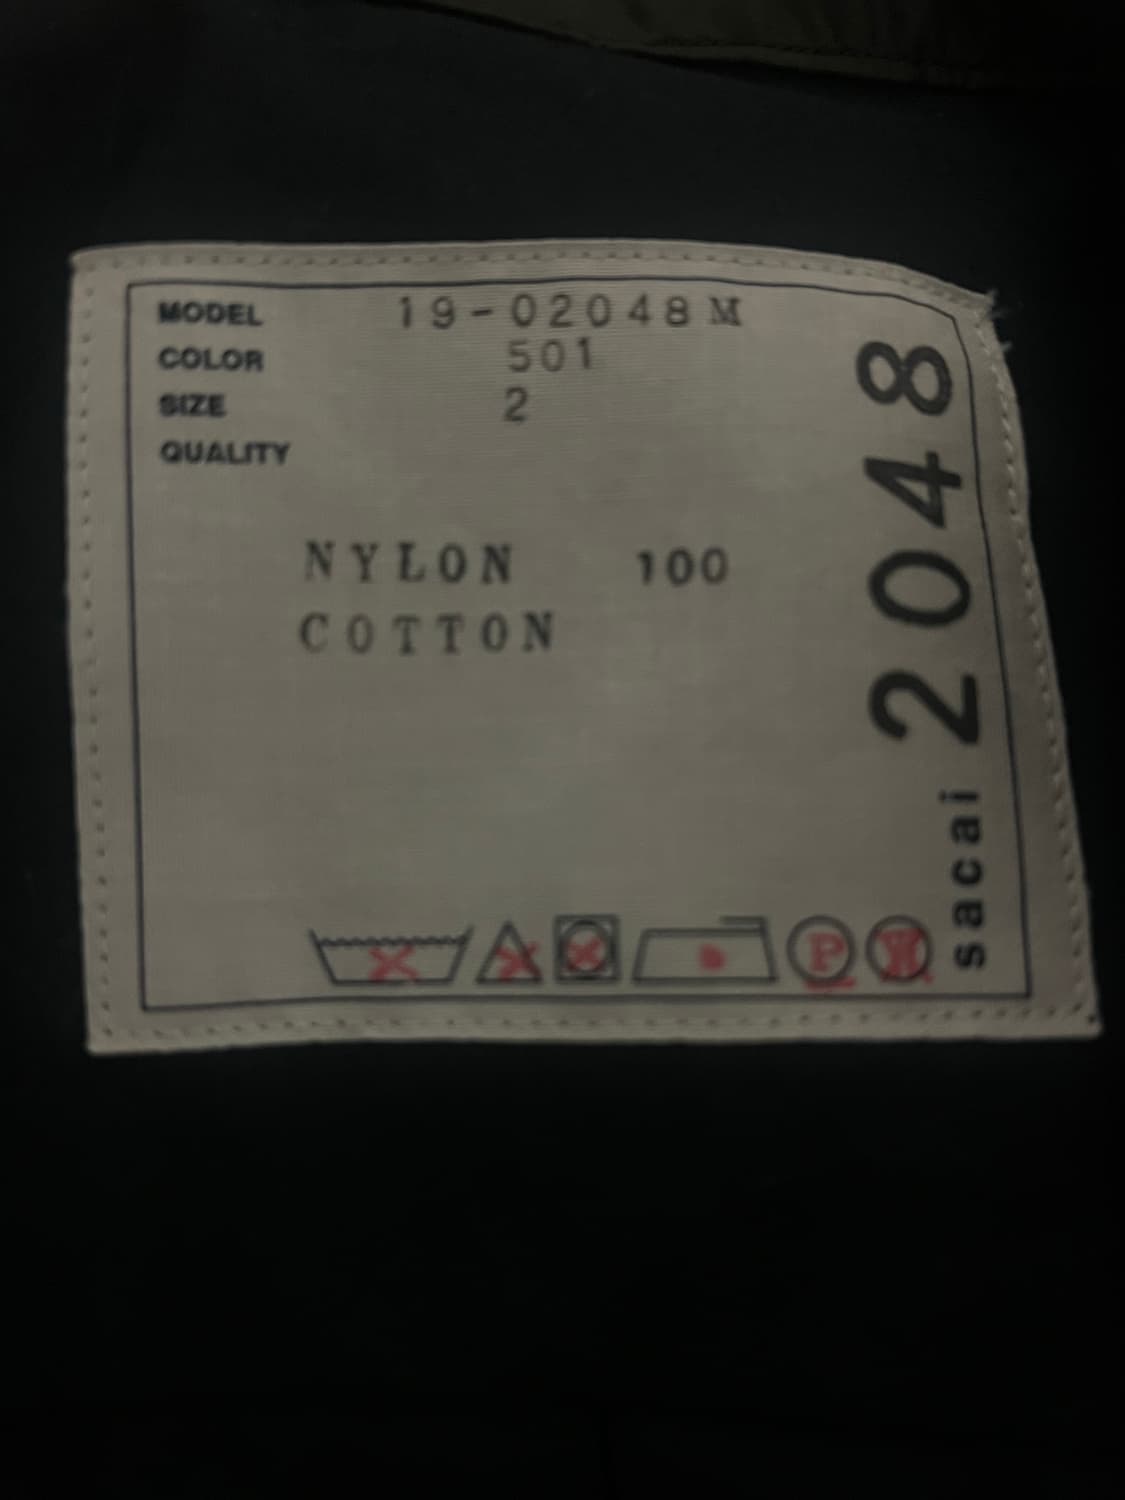 MODEL 19-02048M
COLOR 501
SIZE 2
QUALITY
NYLON 100
COTTON
P
W
sacai 2048